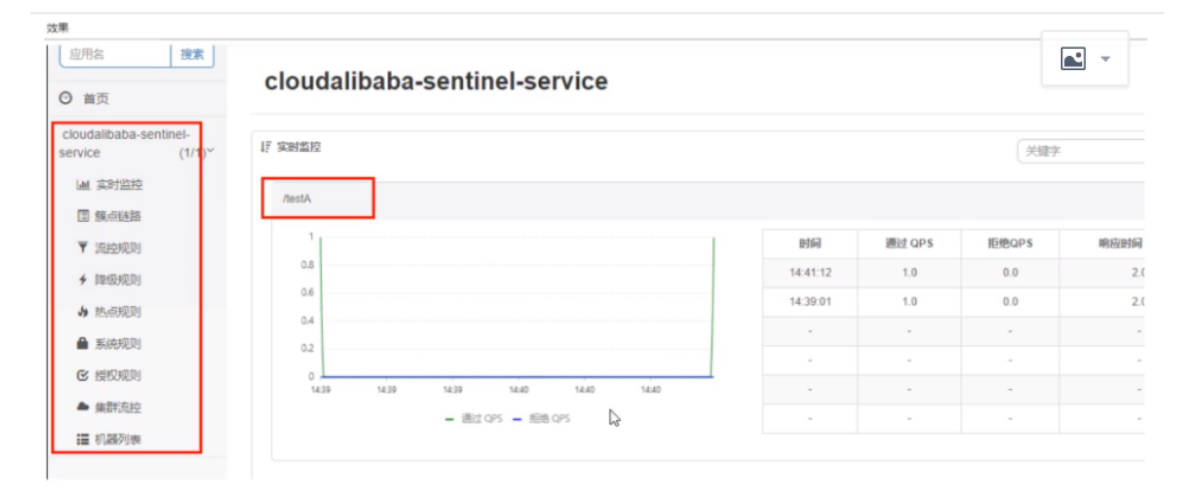 效果
应用名 搜索
首页
cloudalibaba-sentinel-
service (1/1)
实时监控
簇点链路
流控规则
降级规则
热点规则
系统规则
授权规则
集群流控
机器列表
cloudalibaba-sentinel-service
实时监控 关键字
/testA
1
0.8
0.6
0.4
0.2
0
14:39 14:39 14:39 14:40 14:40 14:40
通过 QPS 拒绝 QPS
时间 通过 QPS 拒绝QPS 响应时间
14:41:12 1.0 0.0 2.0
14:39:01 1.0 0.0 2.0
- - - -
- - - -
- - - -
- - - -